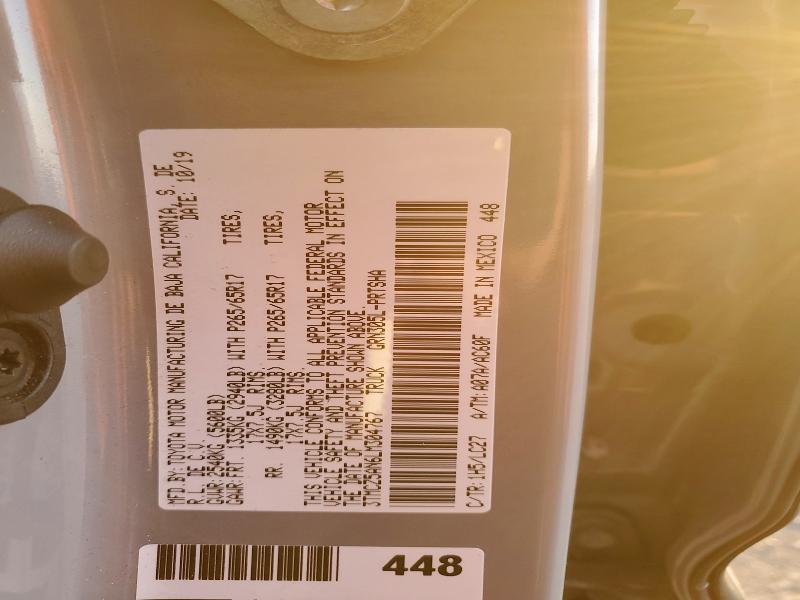 MFD. BY: TOYOTA MOTOR MANUFACTURING DE BAJA CALIFORNIA, S. DE
R.L. DE C.V. DATE: 10/19
GVWR: 2540KG (5600LB)
GAWR: FRT. 1335KG (2940LB) WITH P265/65R17 TIRES,
17X7.5J RIMS.
RR. 1490KG (3280LB) WITH P265/65R17 TIRES,
17X7.5J RIMS.
THIS VEHICLE CONFORMS TO ALL APPLICABLE FEDERAL MOTOR
VEHICLE SAFETY AND THEFT PREVENTION STANDARDS IN EFFECT ON
THE DATE OF MANUFACTURE SHOWN ABOVE.
3TMCZ5AN6LM304767 TRUCK GRN305L-PRTSHA
C/TR: 1H5/LC27 A/TM: A07A/AC60F MADE IN MEXICO 448
448